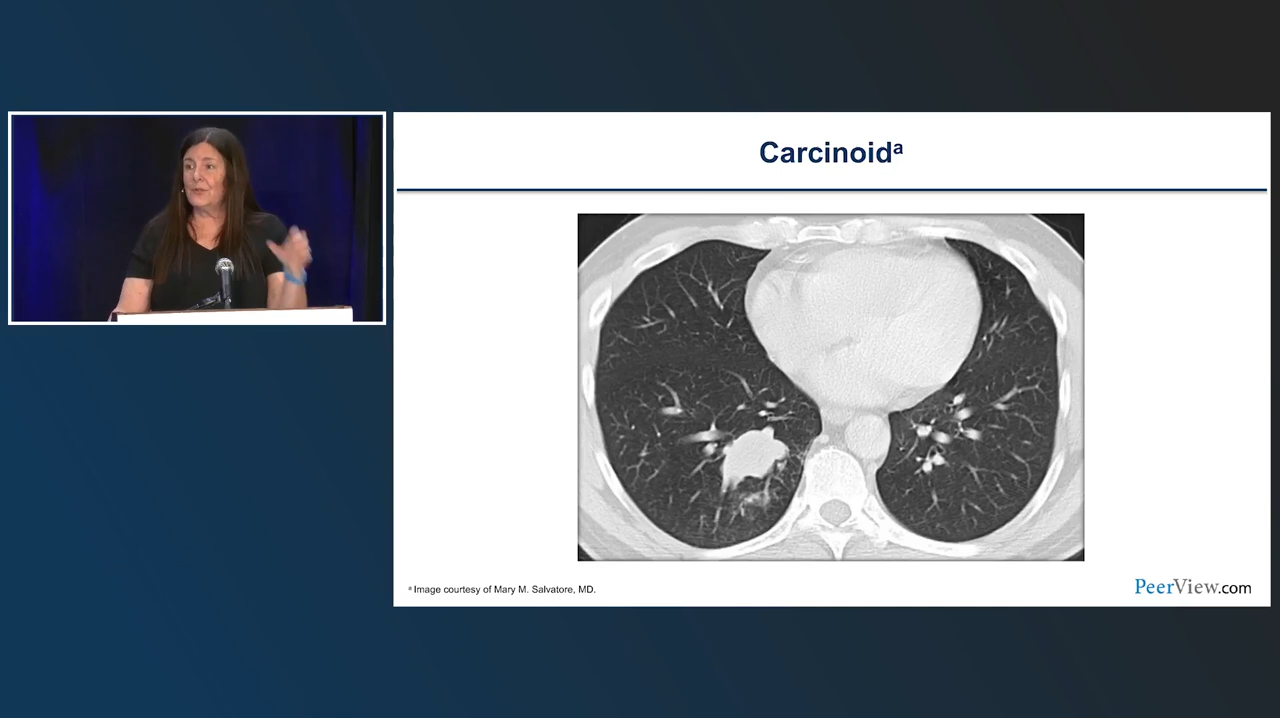 Carcinoidᵃ
ᵃ Image courtesy of Mary M. Salvatore, MD.
PeerView.com